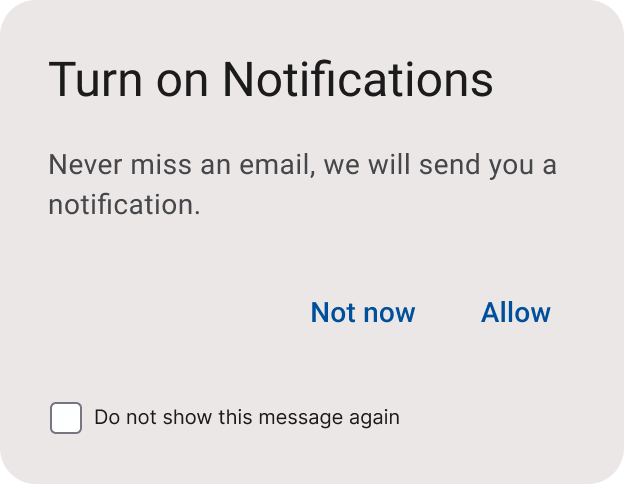 Turn on Notifications
Never miss an email, we will send you a
notification.
Not now Allow
Do not show this message again